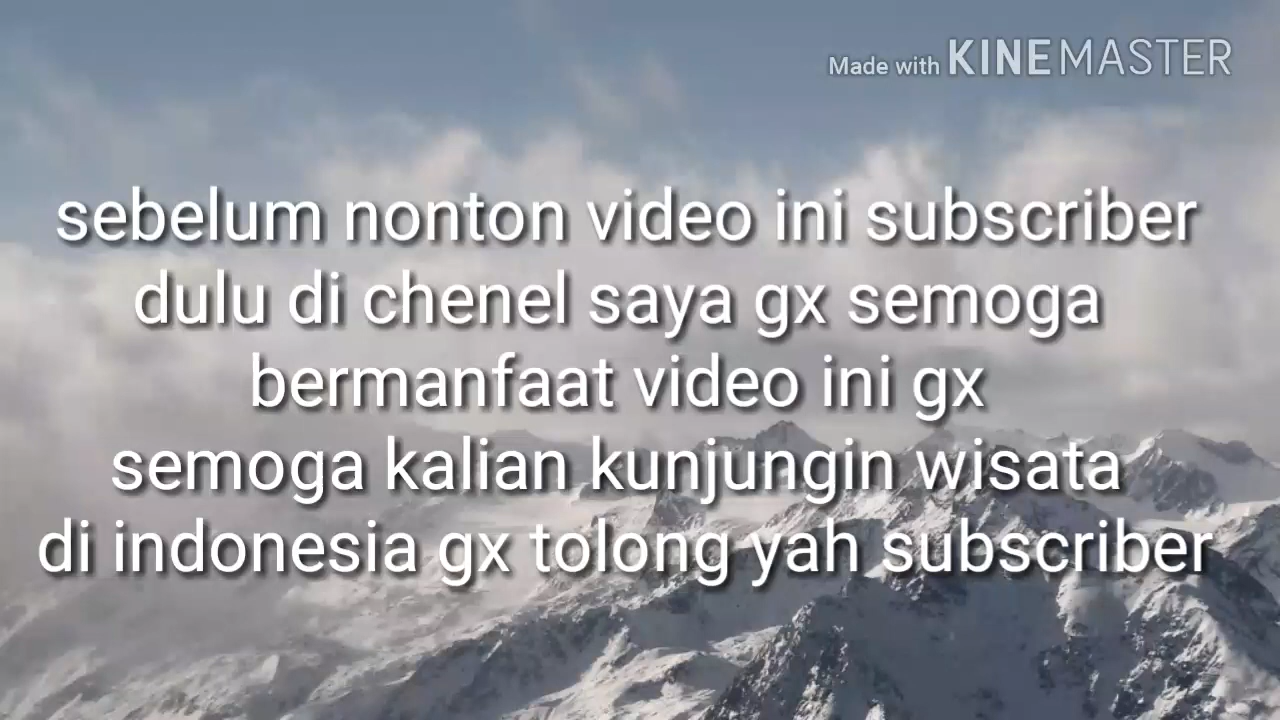 Made with KINEMASTER
sebelum nonton video ini subscriber
dulu di chenel saya gx semoga
bermanfaat video ini gx
semoga kalian kunjungin wisata
di indonesia gx tolong yah subscriber